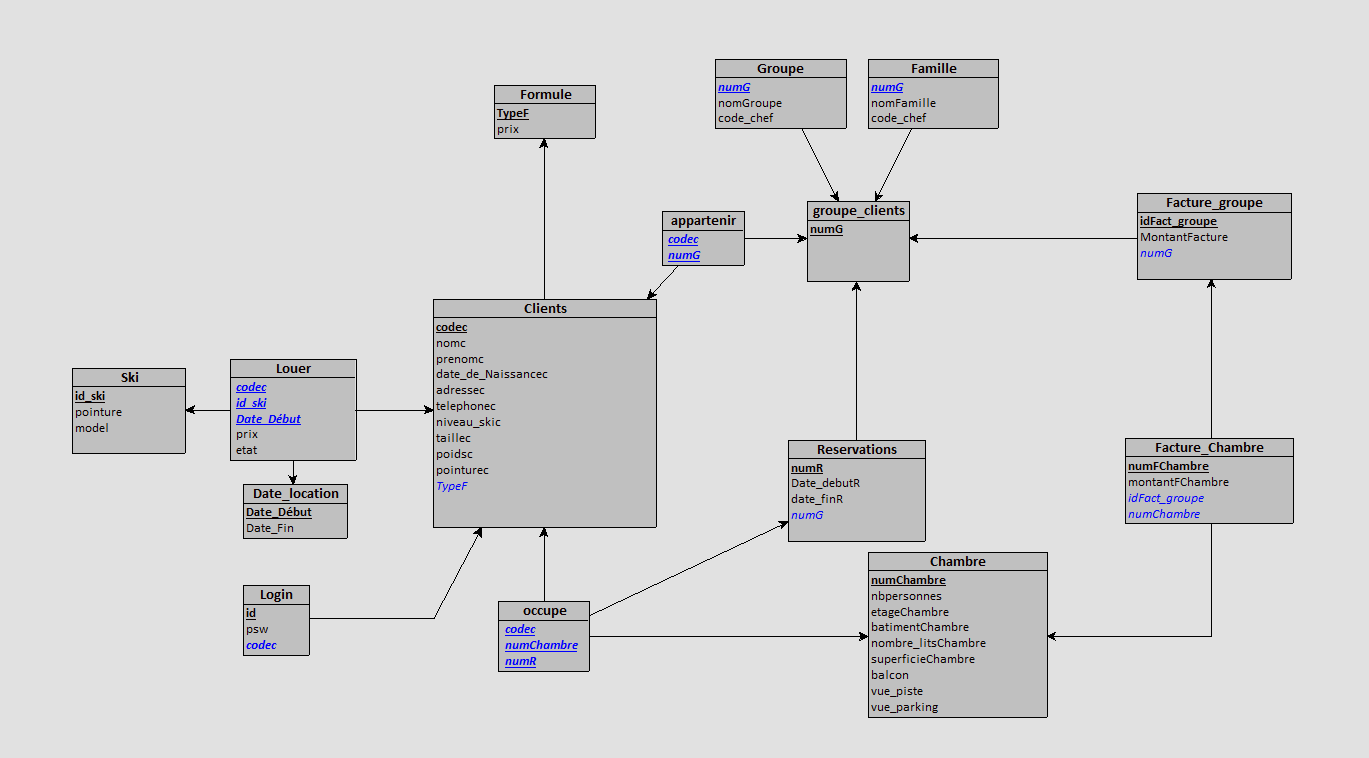 Groupe
numG
nomGroupe
code_chef
Famille
numG
nomFamille
code_chef
Formule
TypeF
prix
appartenir
codec
numG
groupe_clients
numG
Facture_groupe
idFact_groupe
MontantFacture
numG
Clients
codec
nomc
prenomc
date_de_Naissancec
adressec
telephonec
niveau_skic
taillec
poidsc
pointurec
TypeF
Ski
id_ski
pointure
model
Louer
codec
id_ski
Date_Début
prix
etat
Date_location
Date_Début
Date_Fin
Reservations
numR
Date_debutR
date_finR
numG
Facture_Chambre
numFChambre
montantFChambre
idFact_groupe
numChambre
Login
id
psw
codec
occupe
codec
numChambre
numR
Chambre
numChambre
nbpersonnes
etageChambre
batimentChambre
nombre_litsChambre
superficieChambre
balcon
vue_piste
vue_parking